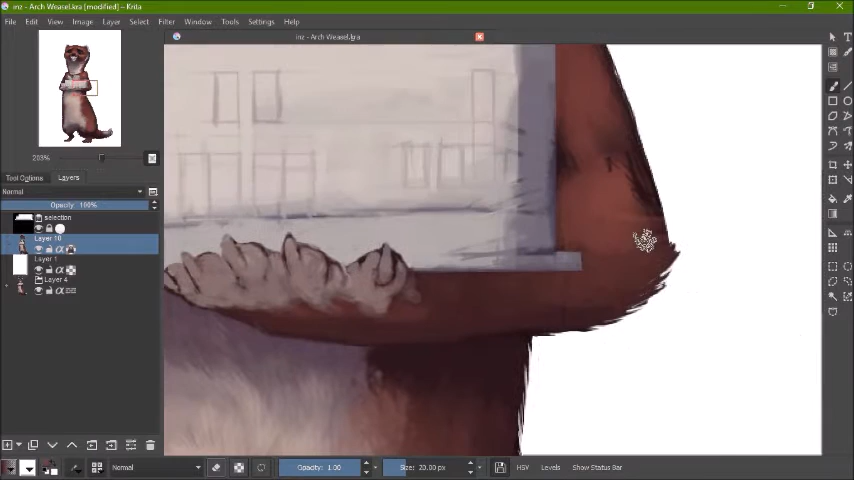 inz - Arch Weasel.kra [modified] - Krita
File Edit View Image Layer Select Filter Window Tools Settings Help
inz - Arch Weasel.kra
203%
Tool Options Layers
Normal
Opacity: 100%
selection
Layer 10
Layer 1
Layer 4
Normal Opacity: 1.00 Size: 20.00 px HSV Levels Show Status Bar